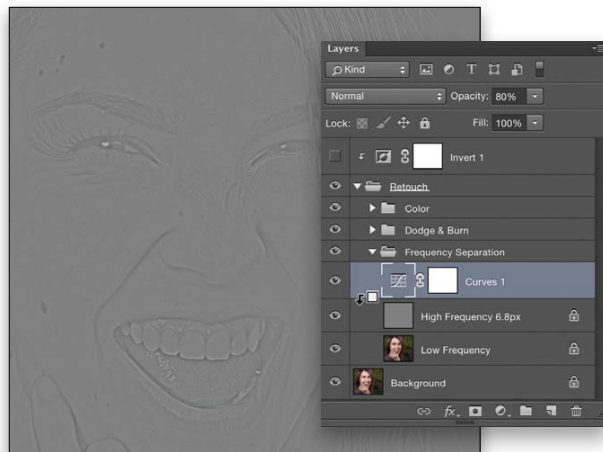 Layers
Kind
T
Normal Opacity: 80%
Lock: Fill: 100%
Invert 1
Retouch
Color
Dodge & Burn
Frequency Separation
Curves 1
High Frequency 6.8px
Low Frequency
Background
fx.